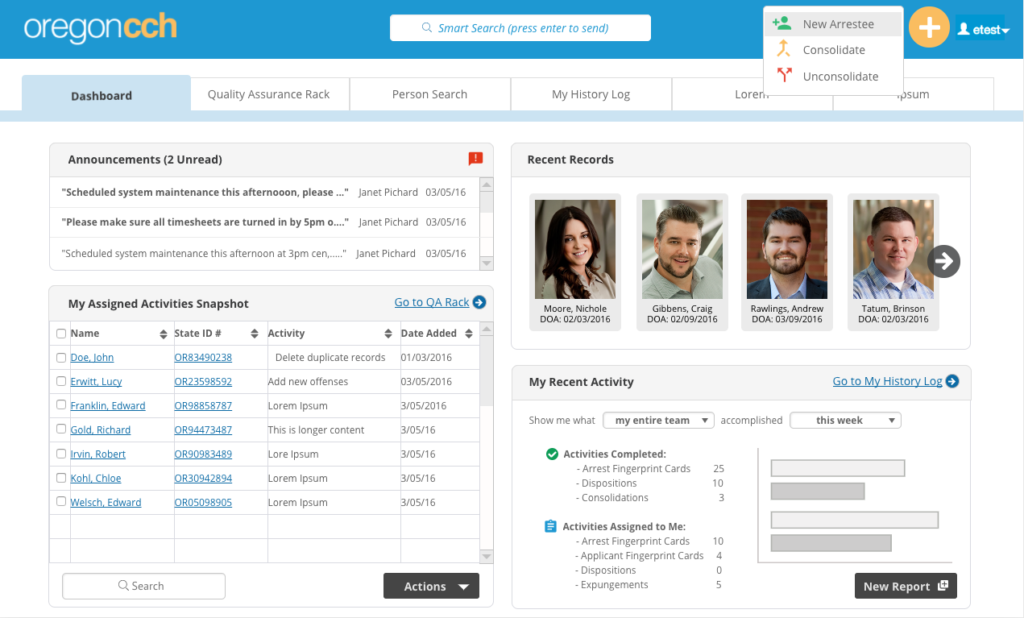 oregoncch
Smart Search (press enter to send)
New Arrestee
Consolidate
Unconsolidate
etest
Dashboard
Quality Assurance Rack
Person Search
My History Log
Lorem
Ipsum
Announcements (2 Unread)
"Scheduled system maintenance this afternooon, please ..." Janet Pichard 03/05/16
"Please make sure all timesheets are turned in by 5pm o...." Janet Pichard 03/05/16
"Scheduled system maintenance this afternoon at 3pm cen,....." Janet Pichard 03/05/16
Recent Records
Moore, Nichole
DOA: 02/03/2016
Gibbens, Craig
DOA: 02/09/2016
Rawlings, Andrew
DOA: 03/09/2016
Tatum, Brinson
DOA: 02/03/2016
My Assigned Activities Snapshot
Go to QA Rack
Name State ID # Activity Date Added
Doe, John OR83490238 Delete duplicate records 01/03/2016
Erwitt, Lucy OR23598592 Add new offenses 03/05/2016
Franklin, Edward OR98858787 Lorem Ipsum 3/05/2016
Gold, Richard OR94473487 This is longer content 3/05/16
Irvin, Robert OR90983489 Lore Ipsum 3/05/16
Kohl, Chloe OR30942894 Lorem Ipsum 3/05/16
Welsch, Edward OR05098905 Lorem Ipsum 3/05/16
Search
Actions
My Recent Activity
Go to My History Log
Show me what my entire team accomplished this week
Activities Completed:
- Arrest Fingerprint Cards 25
- Dispositions 10
- Consolidations 3
Activities Assigned to Me:
- Arrest Fingerprint Cards 10
- Applicant Fingerprint Cards 4
- Dispositions 0
- Expungements 5
New Report